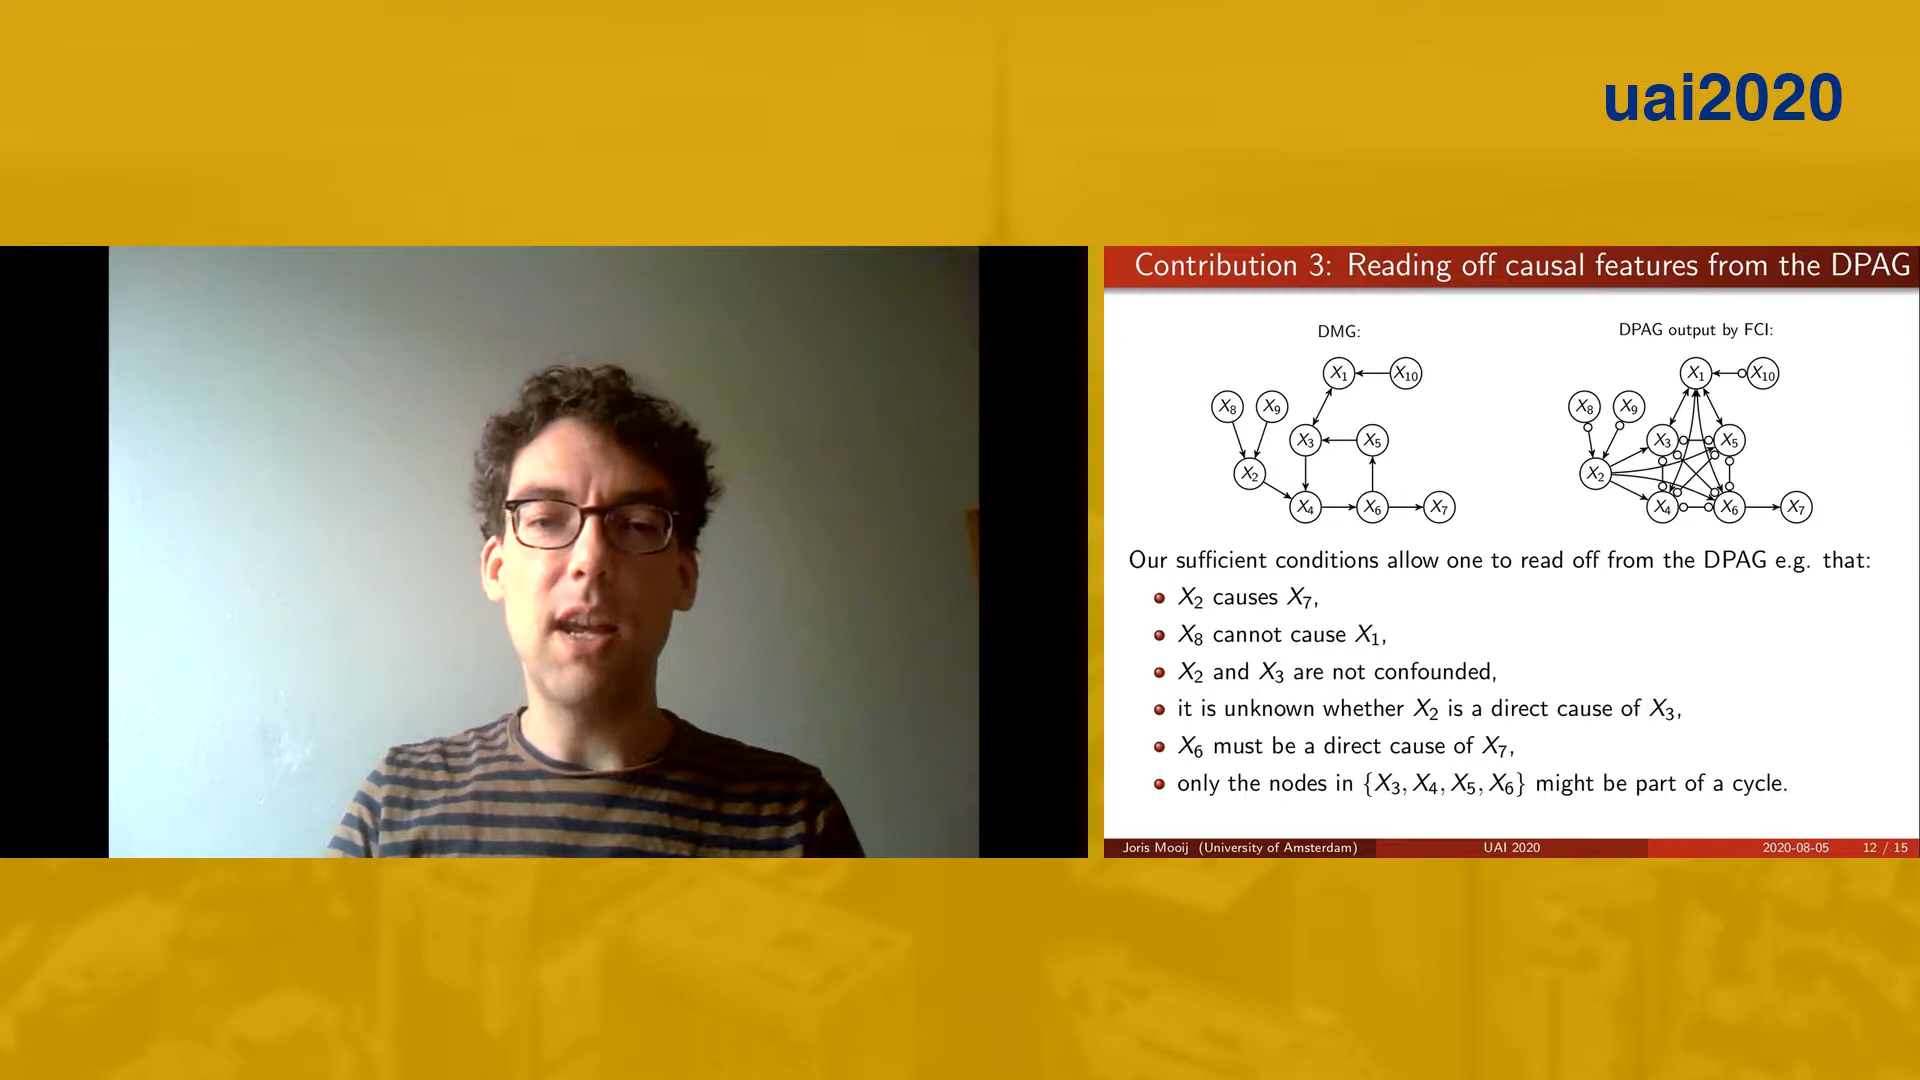 uai2020
Contribution 3: Reading off causal features from the DPAG
DMG:
DPAG output by FCI:
X1 X10
X8 X9
X3 X5
X2
X4 X6 X7
X1 X10
X8 X9
X3 X5
X2
X4 X6 X7
Our sufficient conditions allow one to read off from the DPAG e.g. that:
X2 causes X7,
X8 cannot cause X1,
X2 and X3 are not confounded,
it is unknown whether X2 is a direct cause of X3,
X6 must be a direct cause of X7,
only the nodes in {X3, X4, X5, X6} might be part of a cycle.
Joris Mooij (University of Amsterdam) UAI 2020 2020-08-05 12 / 15